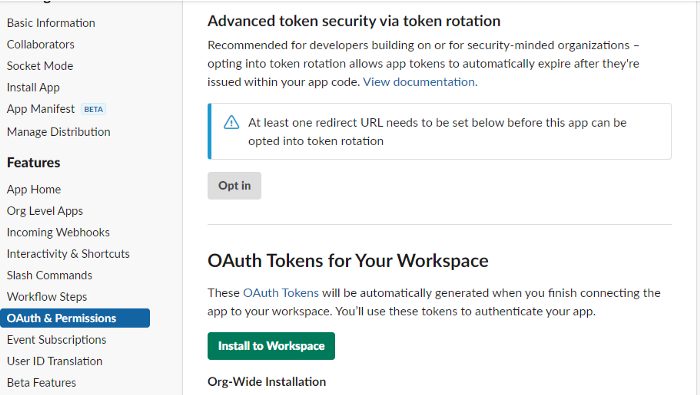 Basic Information
Collaborators
Socket Mode
Install App
App Manifest BETA
Manage Distribution
Features
App Home
Org Level Apps
Incoming Webhooks
Interactivity & Shortcuts
Slash Commands
Workflow Steps
OAuth & Permissions
Event Subscriptions
User ID Translation
Beta Features
Advanced token security via token rotation
Recommended for developers building on or for security-minded organizations –
opting into token rotation allows app tokens to automatically expire after they're
issued within your app code. View documentation.
At least one redirect URL needs to be set below before this app can be
opted into token rotation
Opt in
OAuth Tokens for Your Workspace
These OAuth Tokens will be automatically generated when you finish connecting the
app to your workspace. You'll use these tokens to authenticate your app.
Install to Workspace
Org-Wide Installation